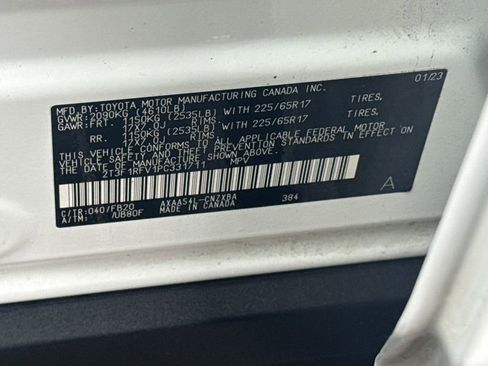 MFD. BY:TOYOTA MOTOR MANUFACTURING CANADA INC. 01/23
GVWR:2090KG (4610LB)
GAWR:FRT. 1150KG (2535LB) WITH 225/65R17 TIRES.
17X7.0J RIMS
RR. 1150KG (2535LB) WITH 225/65R17 TIRES.
17X7.0J RIMS
THIS VEHICLE CONFORMS TO ALL APPLICABLE FEDERAL MOTOR
VEHICLE SAFETY AND BUMPER STANDARDS IN EFFECT ON
THE DATE OF MANUFACTURE SHOWN ABOVE.
2T3F1RFV1PC331711 MPV
C/TR:040/FB20 AXAA54L-CNZXBA 384
A/TM: /UB80F MADE IN CANADA
A